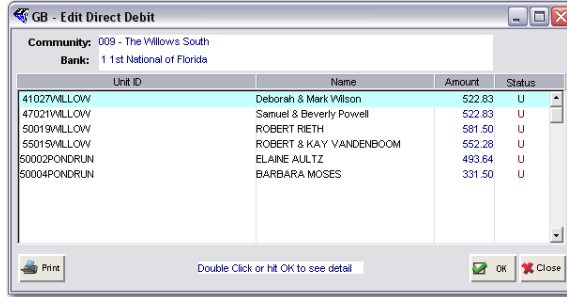 GB - Edit Direct Debit
Community: 009 - The Willows South
Bank: 1 1st National of Florida
Unit ID Name Amount Status
41027WILLOW Deborah & Mark Wilson 522.83 U
47021WILLOW Samuel & Beverly Powell 522.83 U
50019WILLOW ROBERT RIETH 581.50 U
55015WILLOW ROBERT & KAY VANDENBOOM 552.28 U
50002PONDRUN ELAINE AULTZ 493.64 U
50004PONDRUN BARBARA MOSES 331.50 U
Print Double Click or hit OK to see detail OK Close